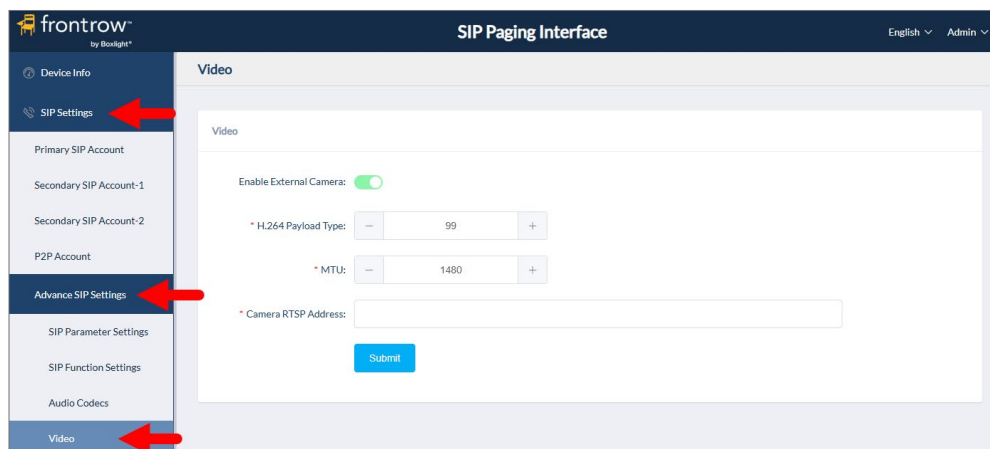 frontrow™
by Boxlight®
SIP Paging Interface
English
Admin
Device Info
Video
SIP Settings
Video
Primary SIP Account
Secondary SIP Account-1
Enable External Camera:
Secondary SIP Account-2
* H.264 Payload Type: − 99 +
P2P Account
* MTU: − 1480 +
Advance SIP Settings
* Camera RTSP Address:
SIP Parameter Settings
Submit
SIP Function Settings
Audio Codecs
Video